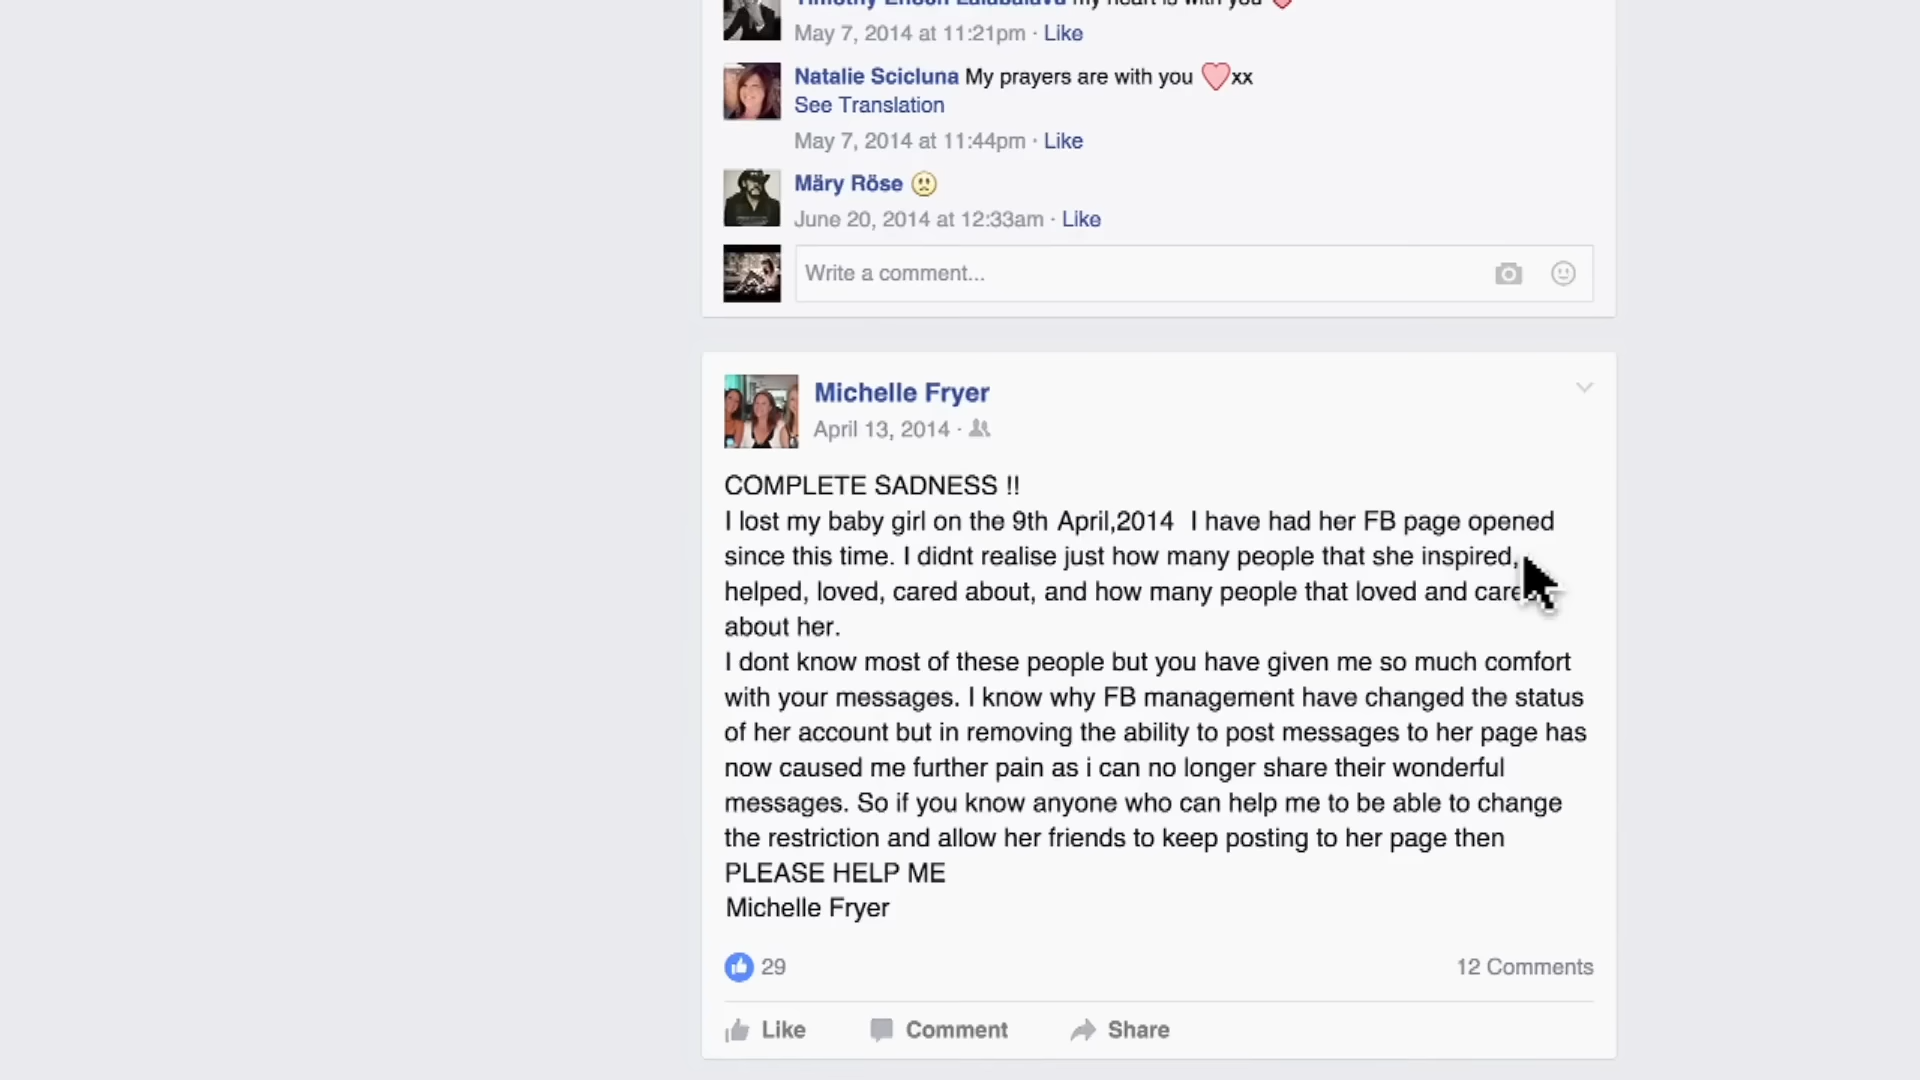 my heart is with you
May 7, 2014 at 11:21pm · Like
Natalie Scicluna My prayers are with you xx
See Translation
May 7, 2014 at 11:44pm · Like
Märy Röse
June 20, 2014 at 12:33am · Like
Write a comment...
Michelle Fryer
April 13, 2014 ·
COMPLETE SADNESS !!
I lost my baby girl on the 9th April,2014  I have had her FB page opened
since this time. I didnt realise just how many people that she inspired,
helped, loved, cared about, and how many people that loved and care
about her.
I dont know most of these people but you have given me so much comfort
with your messages. I know why FB management have changed the status
of her account but in removing the ability to post messages to her page has
now caused me further pain as i can no longer share their wonderful
messages. So if you know anyone who can help me to be able to change
the restriction and allow her friends to keep posting to her page then
PLEASE HELP ME
Michelle Fryer
29
12 Comments
Like
Comment
Share